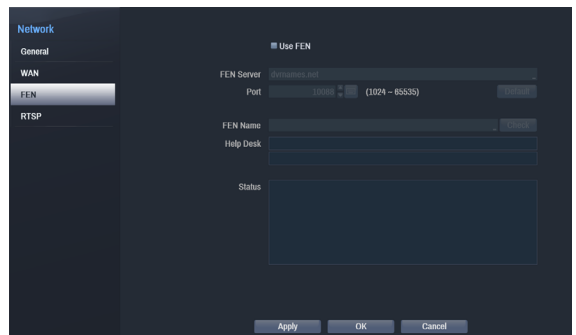 Network
General
WAN
FEN
RTSP
Use FEN
FEN Server dvrnames.net
Port 10088 (1024 ~ 65535) Default
FEN Name Check
Help Desk
Status
Apply OK Cancel